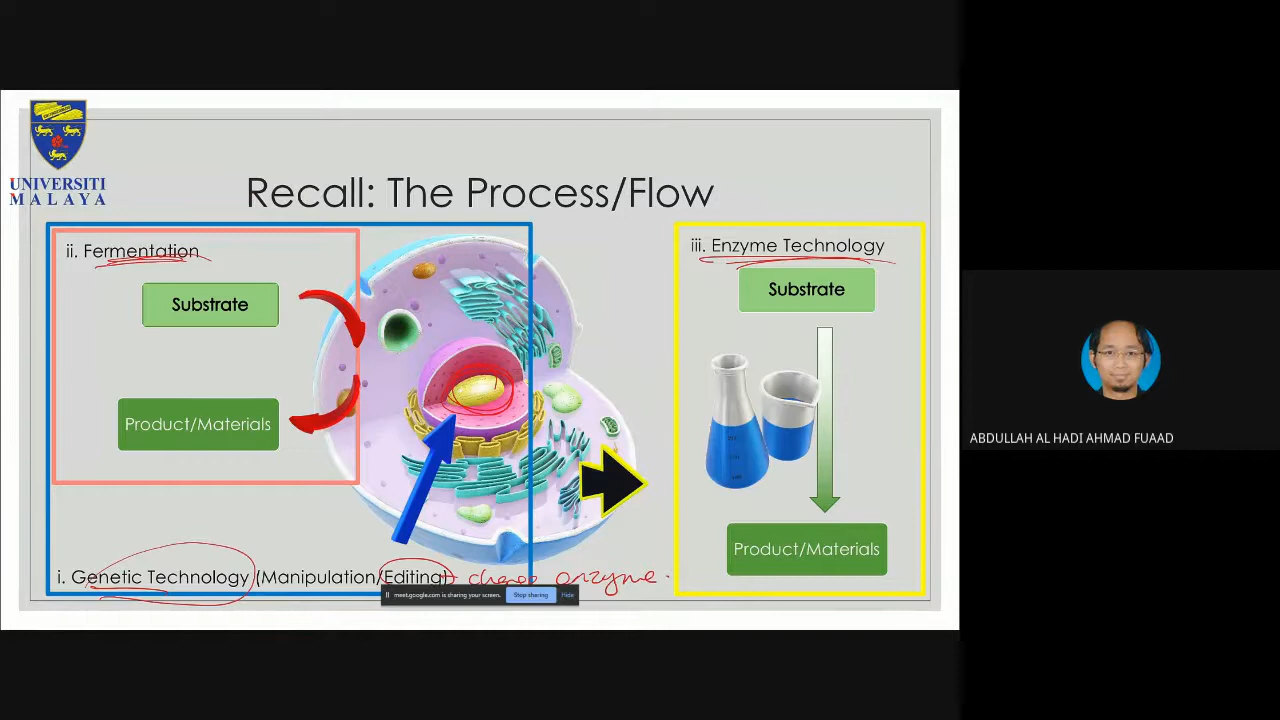 UNIVERSITI
MALAYA
Recall: The Process/Flow
ii. Fermentation
Substrate
Product/Materials
i. Genetic Technology (Manipulation/Editing)
enzyme
meet.google.com is sharing your screen.
Stop sharing
Hide
iii. Enzyme Technology
Substrate
Product/Materials
ABDULLAH AL HADI AHMAD FUAAD